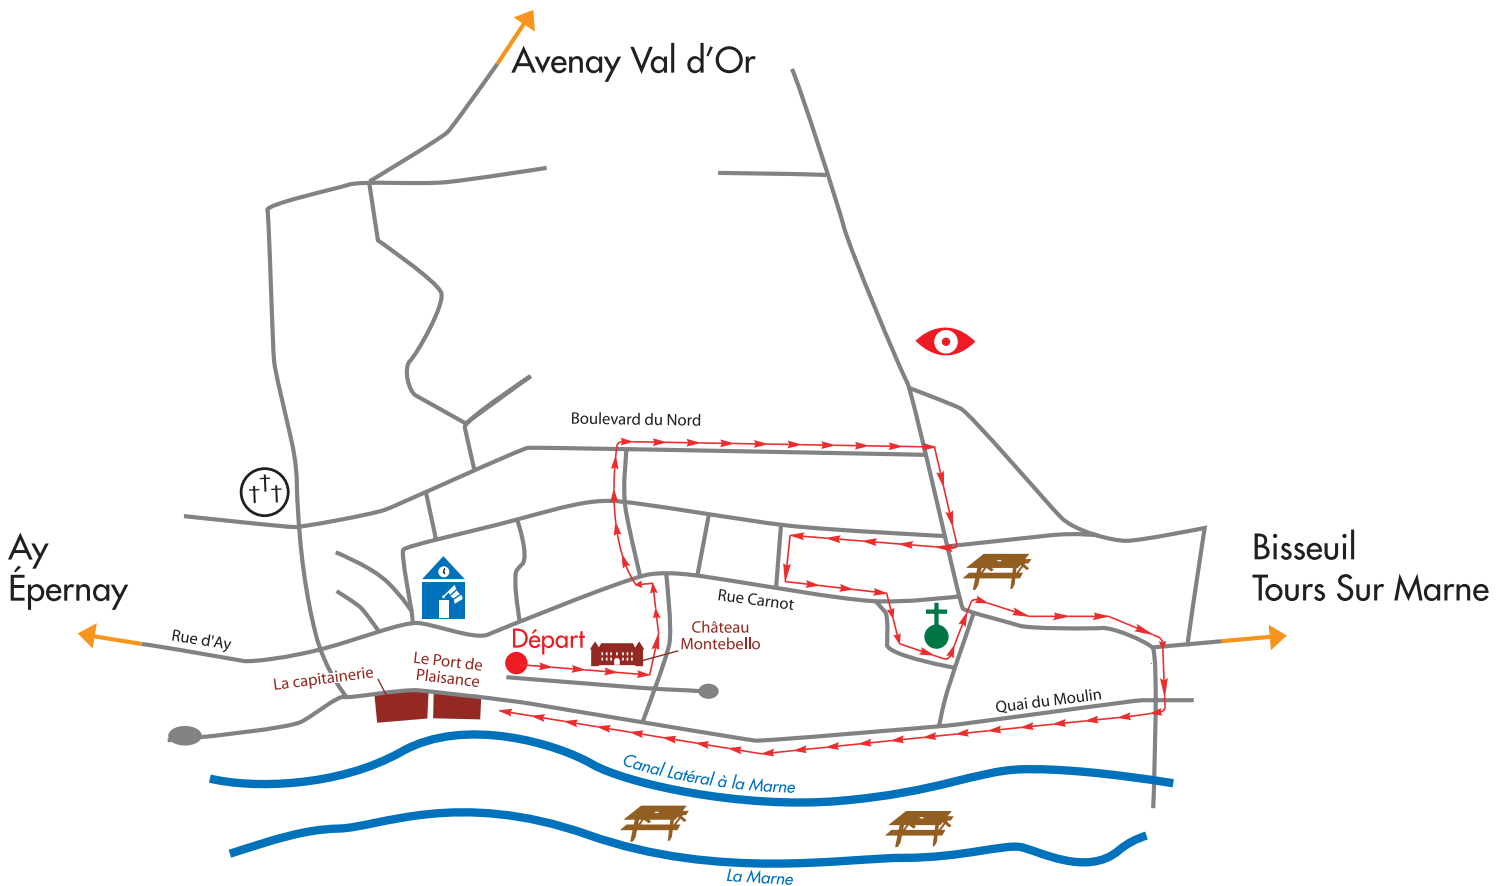 Avenay Val d'Or
Boulevard du Nord
Ay
Épernay
Bisseuil
Tours Sur Marne
Rue Carnot
Rue d'Ay
Départ
Château
Montebello
Le Port de
Plaisance
La capitainerie
Quai du Moulin
Canal Latéral à la Marne
La Marne